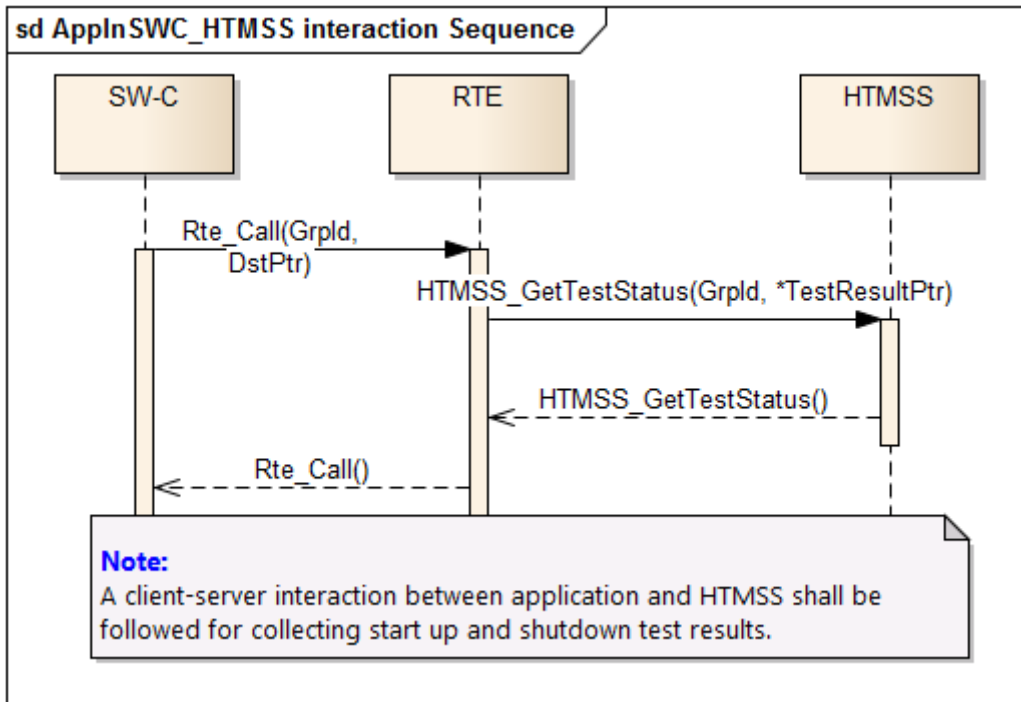 sd AppInSWC_HTMSS interaction Sequence
SW-C
RTE
HTMSS
Rte_Call(GrpId,
DstPtr)
HTMSS_GetTestStatus(GrpId, *TestResultPtr)
HTMSS_GetTestStatus()
Rte_Call()
Note:
A client-server interaction between application and HTMSS shall be
followed for collecting start up and shutdown test results.